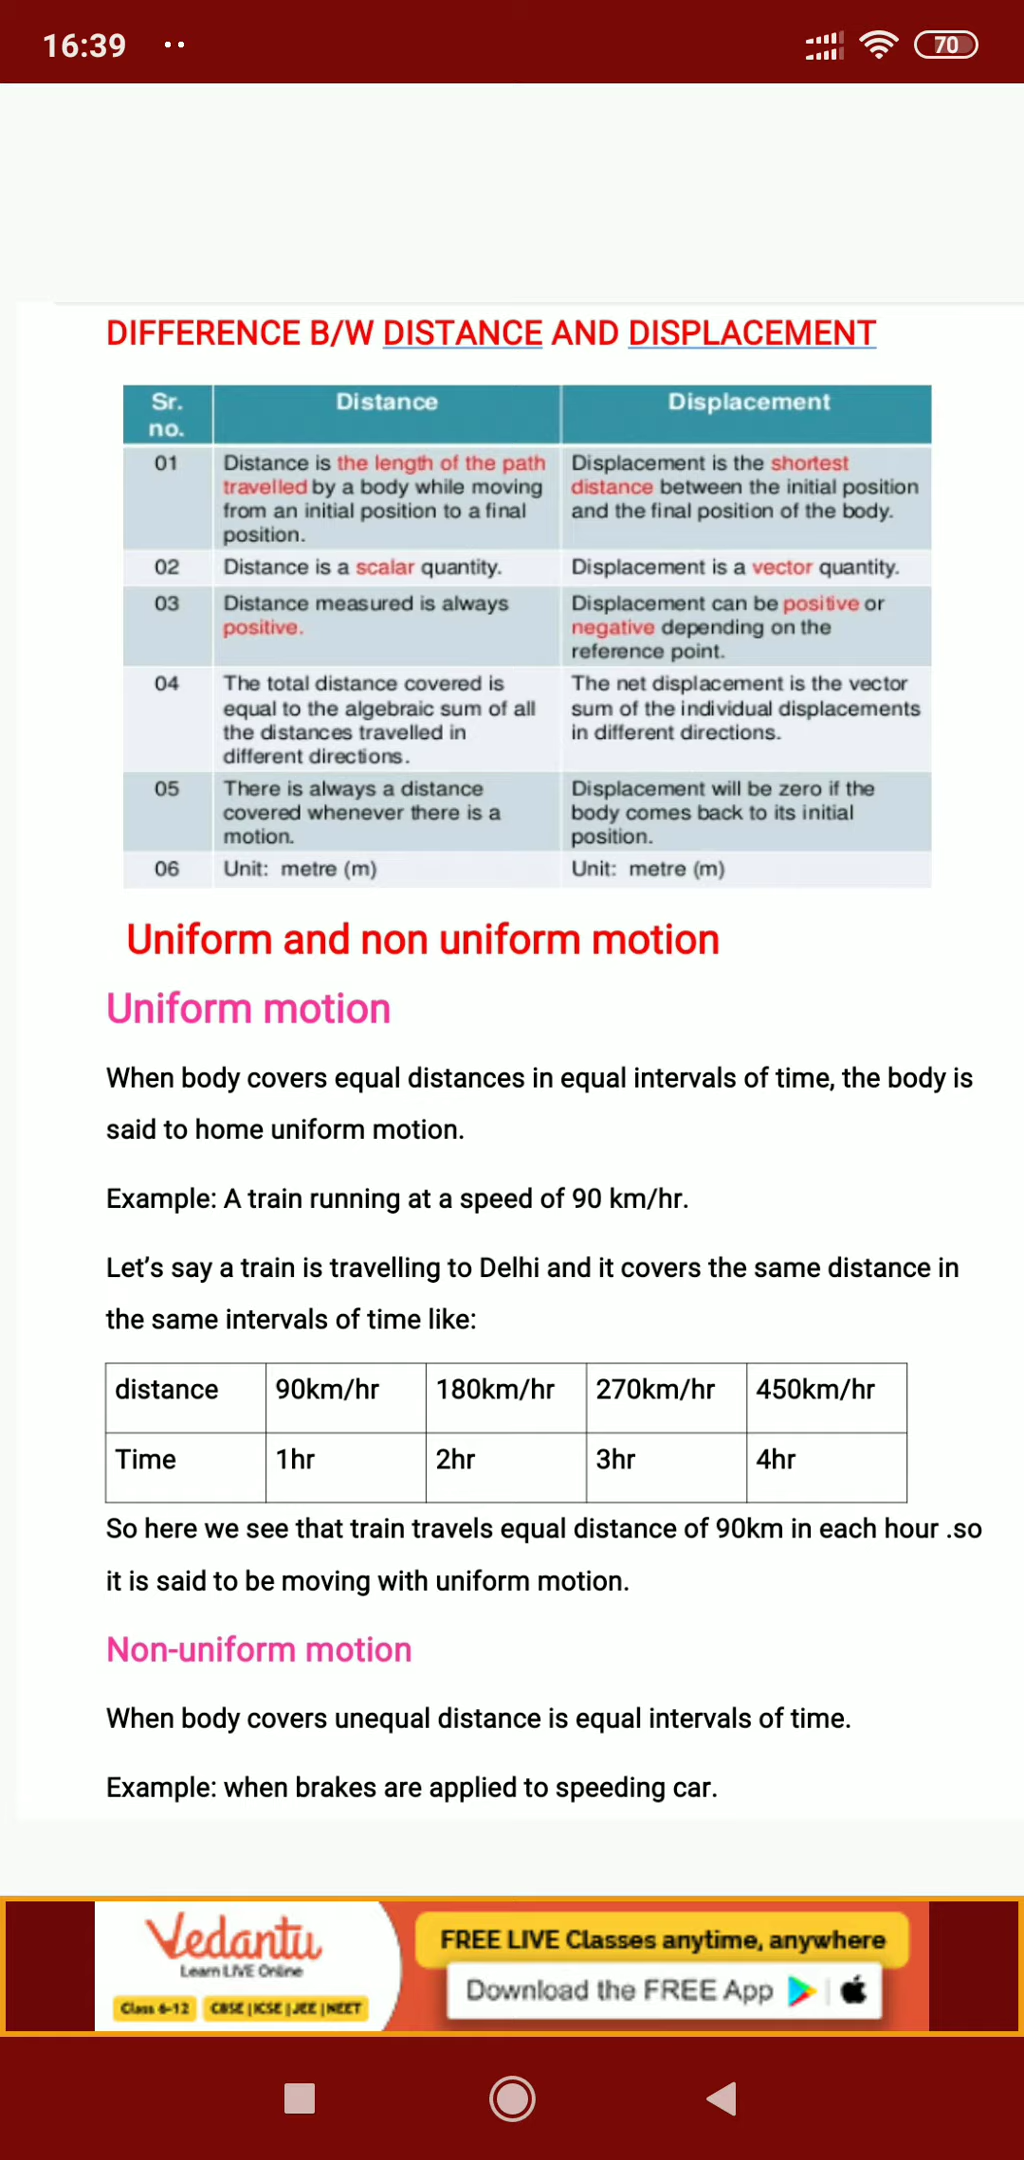 16:39
70
DIFFERENCE B/W DISTANCE AND DISPLACEMENT
Sr. no. Distance Displacement
01 Distance is the length of the path travelled by a body while moving from an initial position to a final position. Displacement is the shortest distance between the initial position and the final position of the body.
02 Distance is a scalar quantity. Displacement is a vector quantity.
03 Distance measured is always positive. Displacement can be positive or negative depending on the reference point.
04 The total distance covered is equal to the algebraic sum of all the distances travelled in different directions. The net displacement is the vector sum of the individual displacements in different directions.
05 There is always a distance covered whenever there is a motion. Displacement will be zero if the body comes back to its initial position.
06 Unit: metre (m) Unit: metre (m)
Uniform and non uniform motion
Uniform motion
When body covers equal distances in equal intervals of time, the body is
said to home uniform motion.
Example: A train running at a speed of 90 km/hr.
Let's say a train is travelling to Delhi and it covers the same distance in
the same intervals of time like:
distance 90km/hr 180km/hr 270km/hr 450km/hr
Time 1hr 2hr 3hr 4hr
So here we see that train travels equal distance of 90km in each hour .so
it is said to be moving with uniform motion.
Non-uniform motion
When body covers unequal distance is equal intervals of time.
Example: when brakes are applied to speeding car.
Vedantu
Learn LIVE Online
Class 6-12 CBSE | ICSE | JEE | NEET
FREE LIVE Classes anytime, anywhere
Download the FREE App